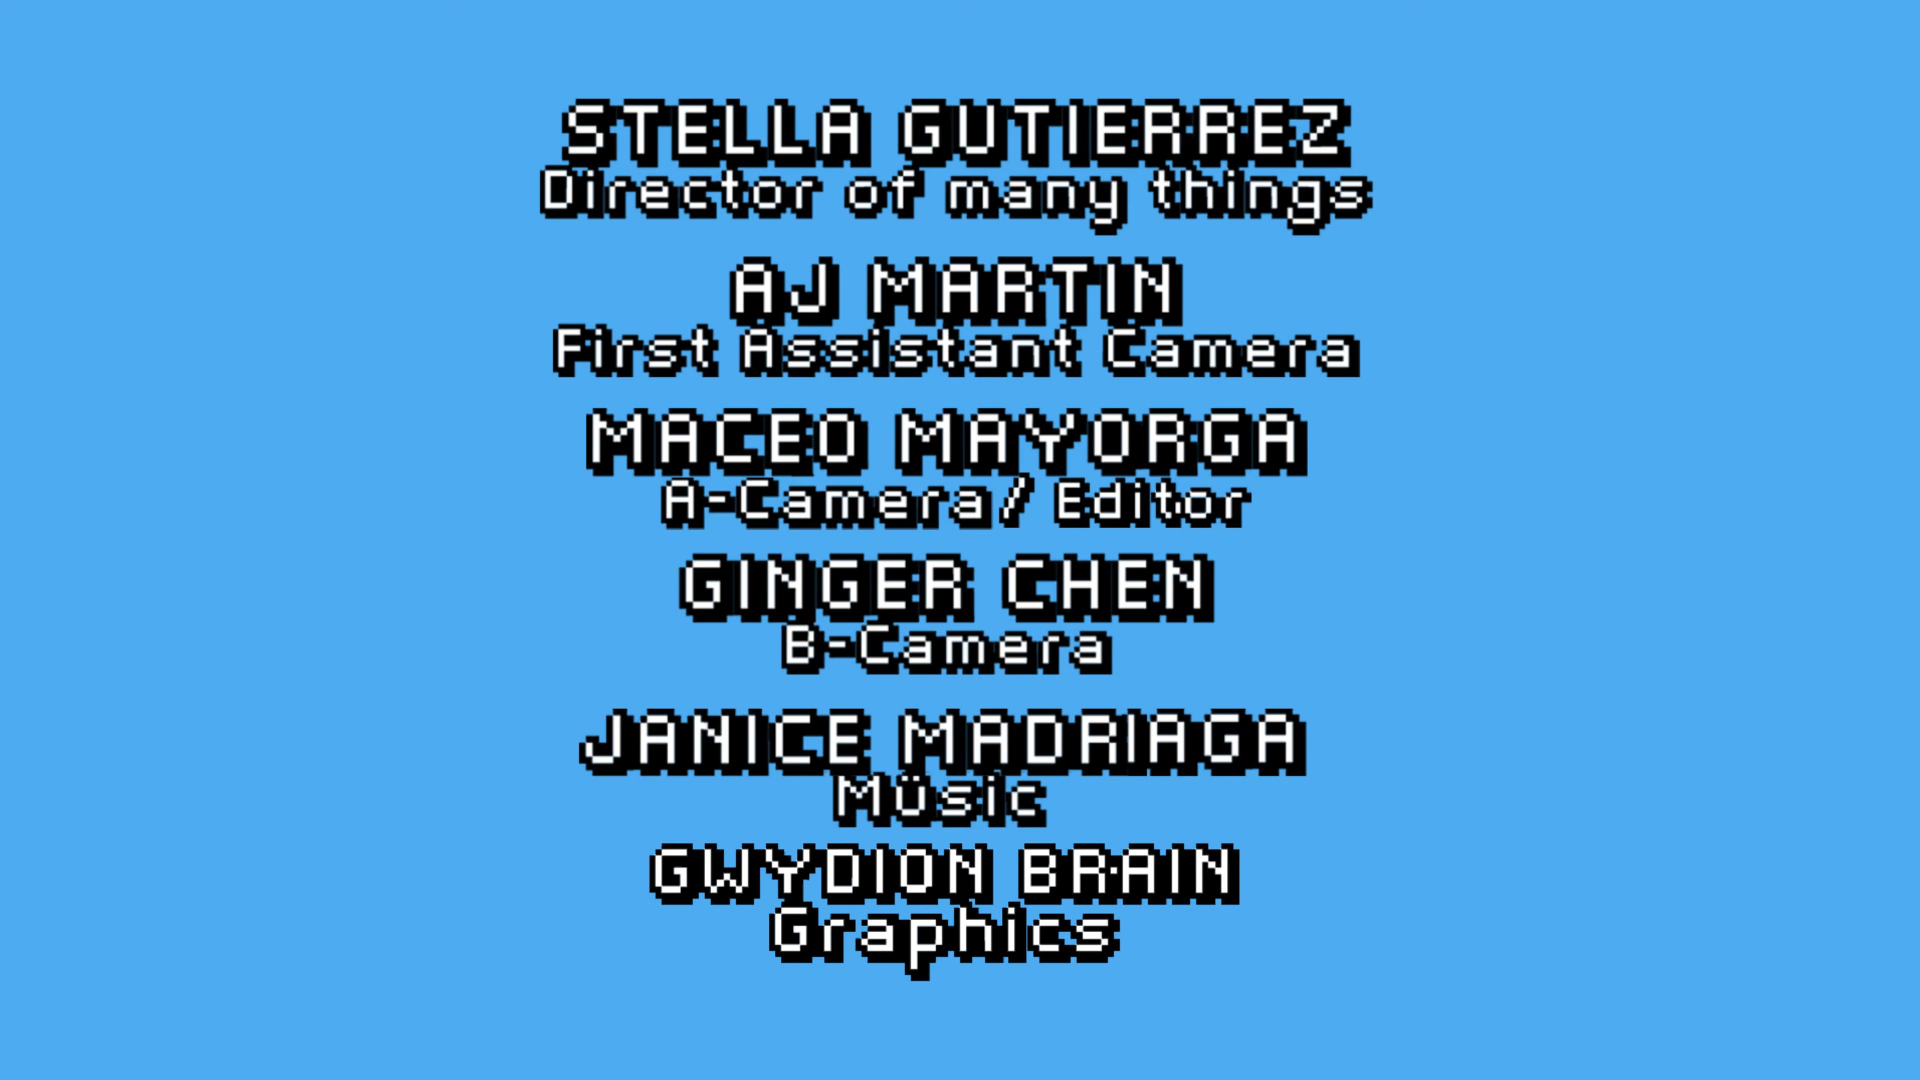 STELLA GUTIERREZ
Director of many things
AJ MARTIN
First Assistant Camera
MACEO MAYORGA
A-Camera/ Editor
GINGER CHEN
B-Camera
JANICE MADRIAGA
Müsic
GWYDION BRAIN
Graphics